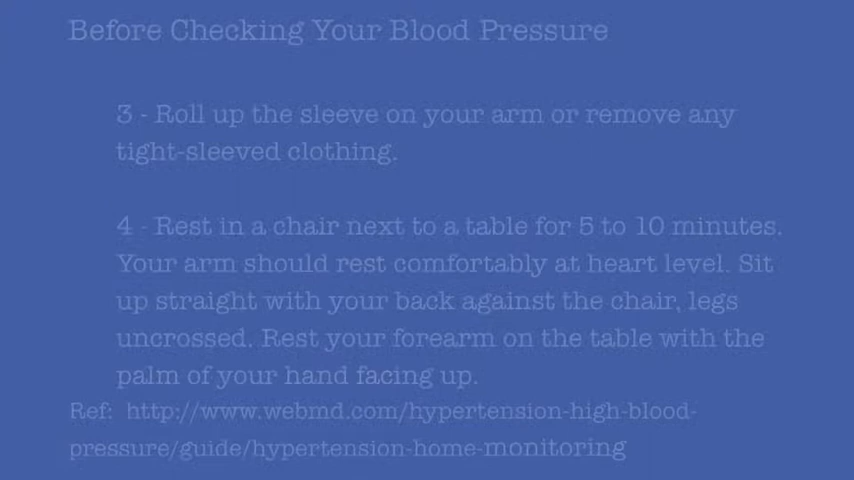 Before Checking Your Blood Pressure
3 - Roll up the sleeve on your arm or remove any
tight-sleeved clothing.
4 - Rest in a chair next to a table for 5 to 10 minutes.
Your arm should rest comfortably at heart level. Sit
up straight with your back against the chair, legs
uncrossed. Rest your forearm on the table with the
palm of your hand facing up.
Ref: http://www.webmd.com/hypertension-high-blood-
pressure/guide/hypertension-home-monitoring